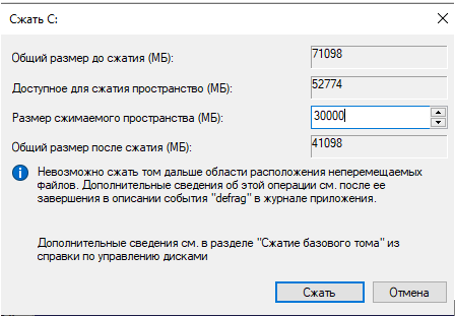 Сжать C:
Общий размер до сжатия (МБ): 71098
Доступное для сжатия пространство (МБ): 52774
Размер сжимаемого пространства (МБ): 30000
Общий размер после сжатия (МБ): 41098
Невозможно сжать том дальше области расположения неперемещаемых
файлов. Дополнительные сведения об этой операции см. после ее
завершения в описании события "defrag" в журнале приложения.
Дополнительные сведения см. в разделе "Сжатие базового тома" из
справки по управлению дисками
Сжать Отмена